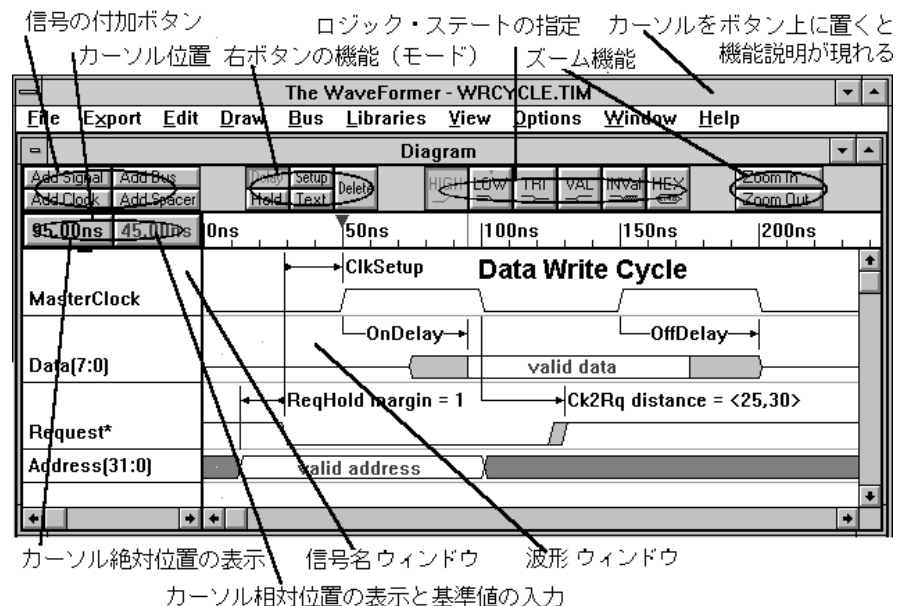 信号の付加ボタン
ロジック・ステートの指定
カーソルをボタン上に置くと
機能説明が現れる
カーソル位置
右ボタンの機能（モード）
ズーム機能
The WaveFormer - WRCYCLE.TIM
File Export Edit Draw Bus Libraries View Options Window Help
Diagram
Add Signal Add Bus Delay Setup Delete HIGH LOW TRI VAL INVal HEX Zoom In
Add Clock Add Spacer Hold Text Zoom Out
95.00ns 45.00ns 0ns 50ns 100ns 150ns 200ns
ClkSetup Data Write Cycle
MasterClock
OnDelay OffDelay
Data(7:0) valid data
ReqHold margin = 1 Ck2Rq distance = <25,30>
Request*
Address(31:0) valid address
カーソル絶対位置の表示 信号名ウィンドウ 波形 ウィンドウ
カーソル相対位置の表示と基準値の入力